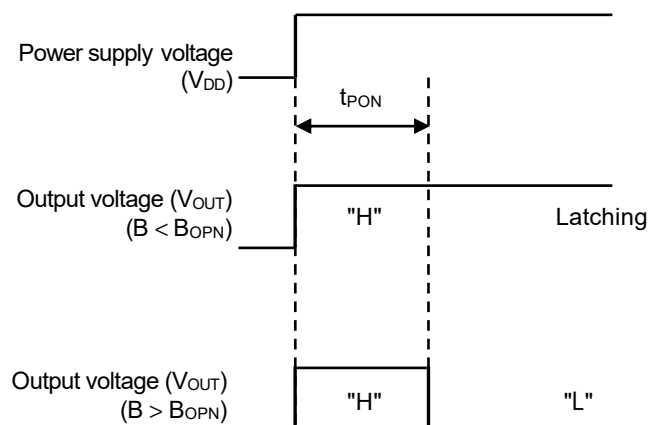 Power supply voltage
(VDD)
tPON
Output voltage (VOUT)
(B < BOPN)
"H"
Latching
Output voltage (VOUT)
(B > BOPN)
"H"
"L"